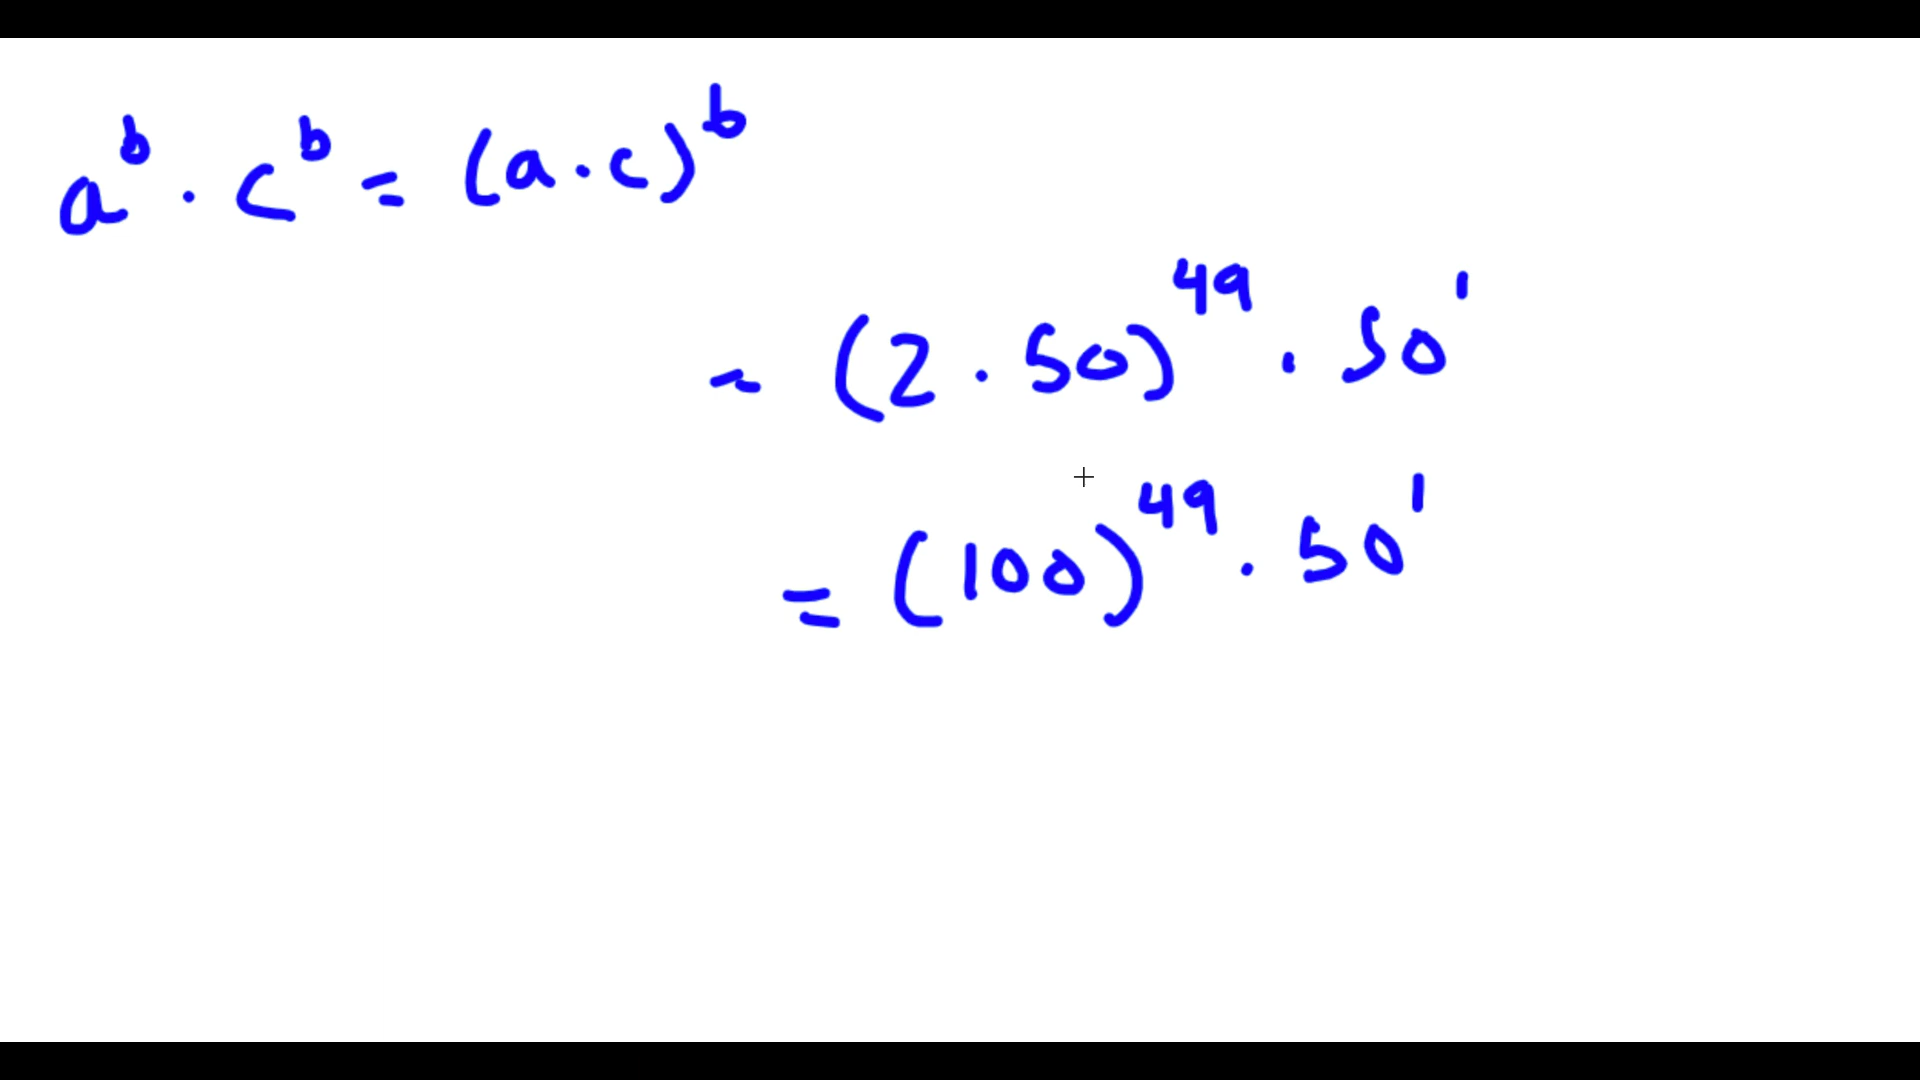 a^b · c^b = (a · c)^b
= (2 · 50)^49 · 50^1
= (100)^49 · 50^1